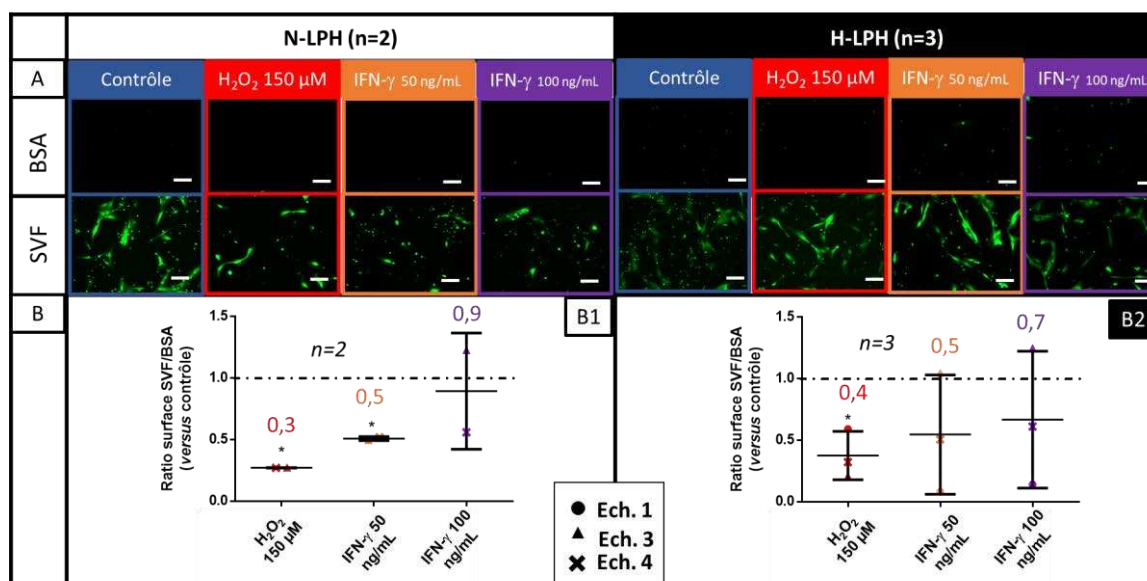 N-LPH (n=2)
H-LPH (n=3)
A
Contrôle
H₂O₂ 150 µM
IFN-γ 50 ng/mL
IFN-γ 100 ng/mL
Contrôle
H₂O₂ 150 µM
IFN-γ 50 ng/mL
IFN-γ 100 ng/mL
BSA
SVF
B
B1
Ratio surface SVF/BSA
(versus contrôle)
1.5
1.0
0.5
0.0
n=2
0,3
*
0,5
*
0,9
H₂O₂
150 µM
IFN-γ 50
ng/mL
IFN-γ 100
ng/mL
Ech. 1
Ech. 3
Ech. 4
B2
Ratio surface SVF/BSA
(versus contrôle)
1.5
1.0
0.5
0.0
n=3
0,4
*
0,5
0,7
H₂O₂
150 µM
IFN-γ 50
ng/mL
IFN-γ 100
ng/mL